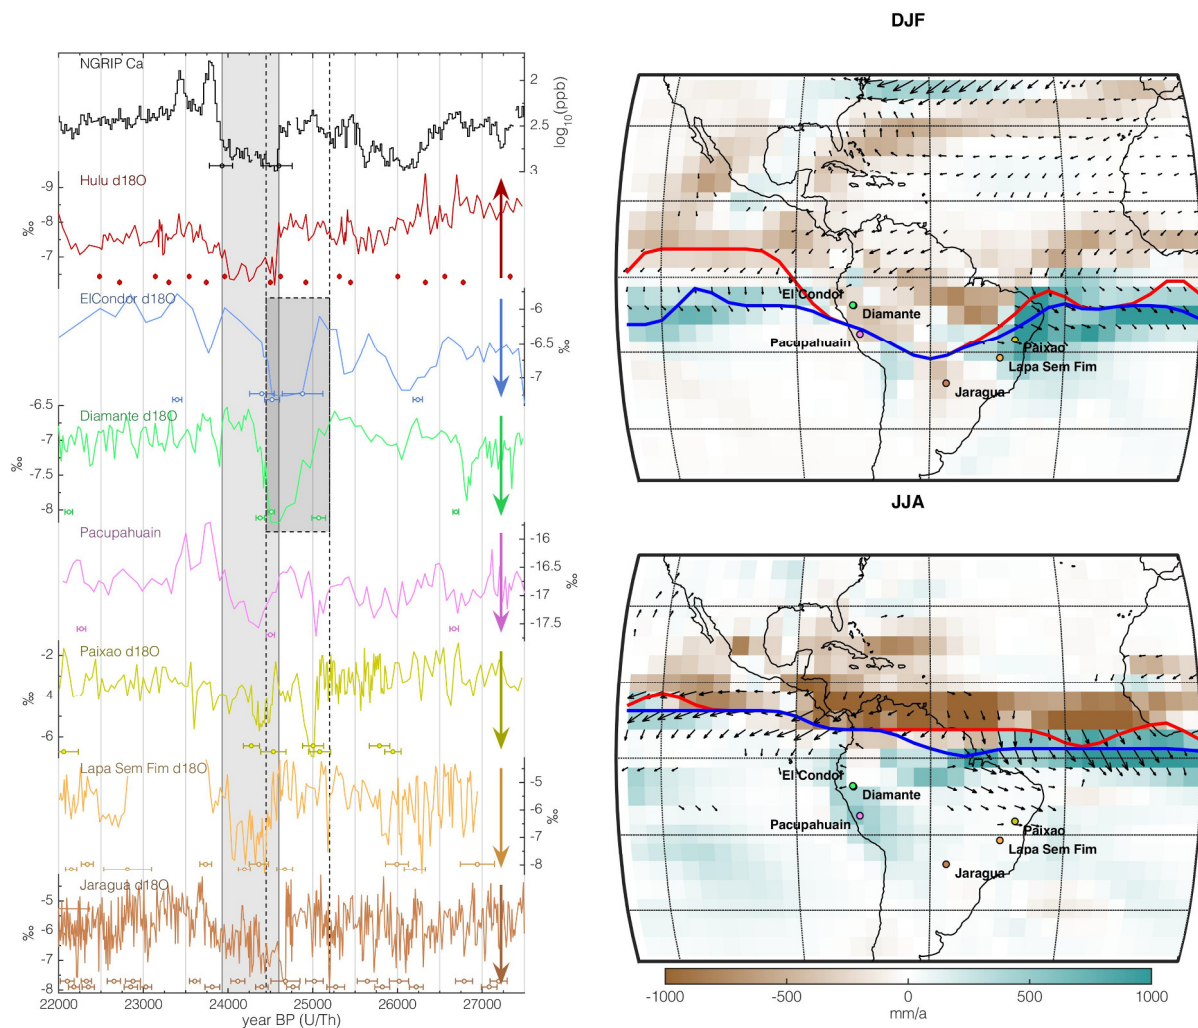 DJF
NGRIP Ca
2
2.5
3
log10(ppb)
Hulu d18O
-9
-8
-7
‰
ElCondor d18O
-6
-6.5
-7
‰
-6.5
Diamante d18O
-7
-7.5
-8
‰
Pacupahuain
-16
-16.5
-17
-17.5
‰
Paixao d18O
-2
4
-6
‰
Lapa Sem Fim d18O
-5
-6
-7
-8
‰
Jaragua d18O
-5
-6
-7
-8
‰
22000 23000 24000 25000 26000 27000
year BP (U/Th)
El Condor
Diamante
Pacupahuain
Paixao
Lapa Sem Fim
Jaragua
JJA
El Condor
Diamante
Pacupahuain
Paixao
Lapa Sem Fim
Jaragua
-1000 -500 0 500 1000
mm/a